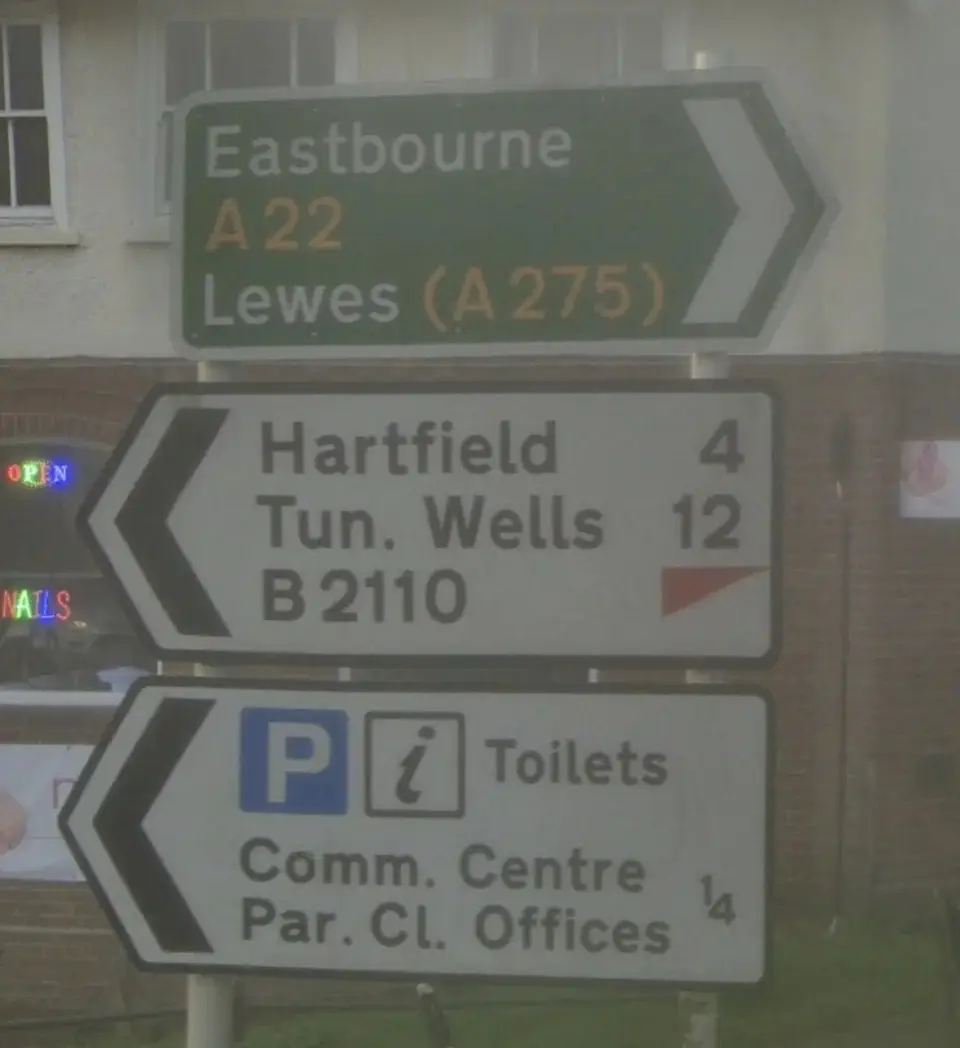 Eastbourne
A22
Lewes (A275)
Hartfield 4
Tun. Wells 12
B2110
OPEN
NAILS
P i Toilets
Comm. Centre
Par. Cl. Offices ¼